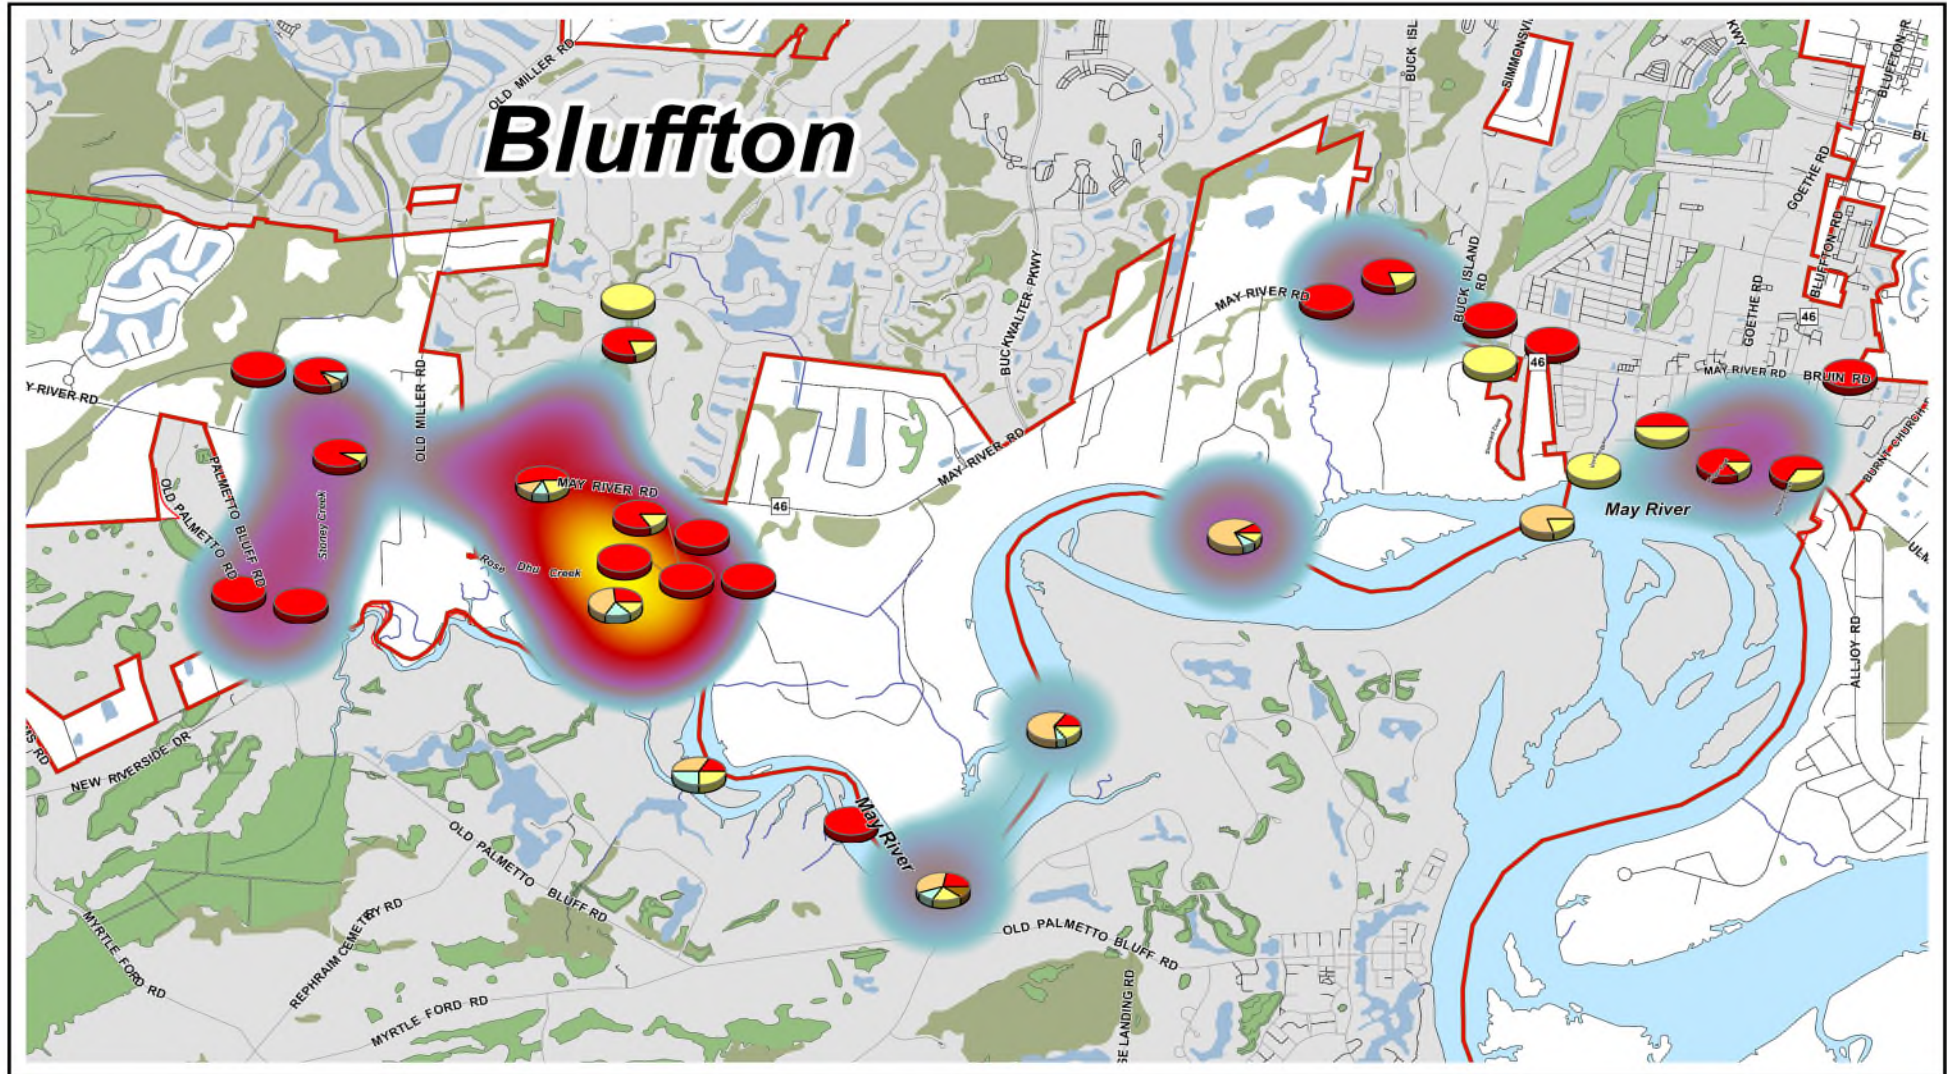 OLD MILLER RD
Bluffton
BUCK ISL
SIMMONSVI
KWY
BLUFFTON R
BL
GOETHE RD
BLUFFTON RD
BUCKWALTER PKWY
MAY RIVER RD
BUCK ISLAND
RD
GOETHE RD
46
46
MAY RIVER RD
BRUIN RD
Y RIVER RD
OLD MILLER RD
BURNT CHURCH
MAY RIVER RD
PALMETTO BLUFF RD
OLD PALMETTO RD
Stoney Creek
MAY RIVER RD
46
May River
Rose Dhu Creek
ULM
ALLJOY RD
NEW RIVERSIDE DR
May River
OLD PALMETTO BLUFF RD
OLD PALMETTO BLUFF RD
MYRTLE FORD RD
REPHRAIM CEMETRY RD
MYRTLE FORD RD
SE LANDING RD